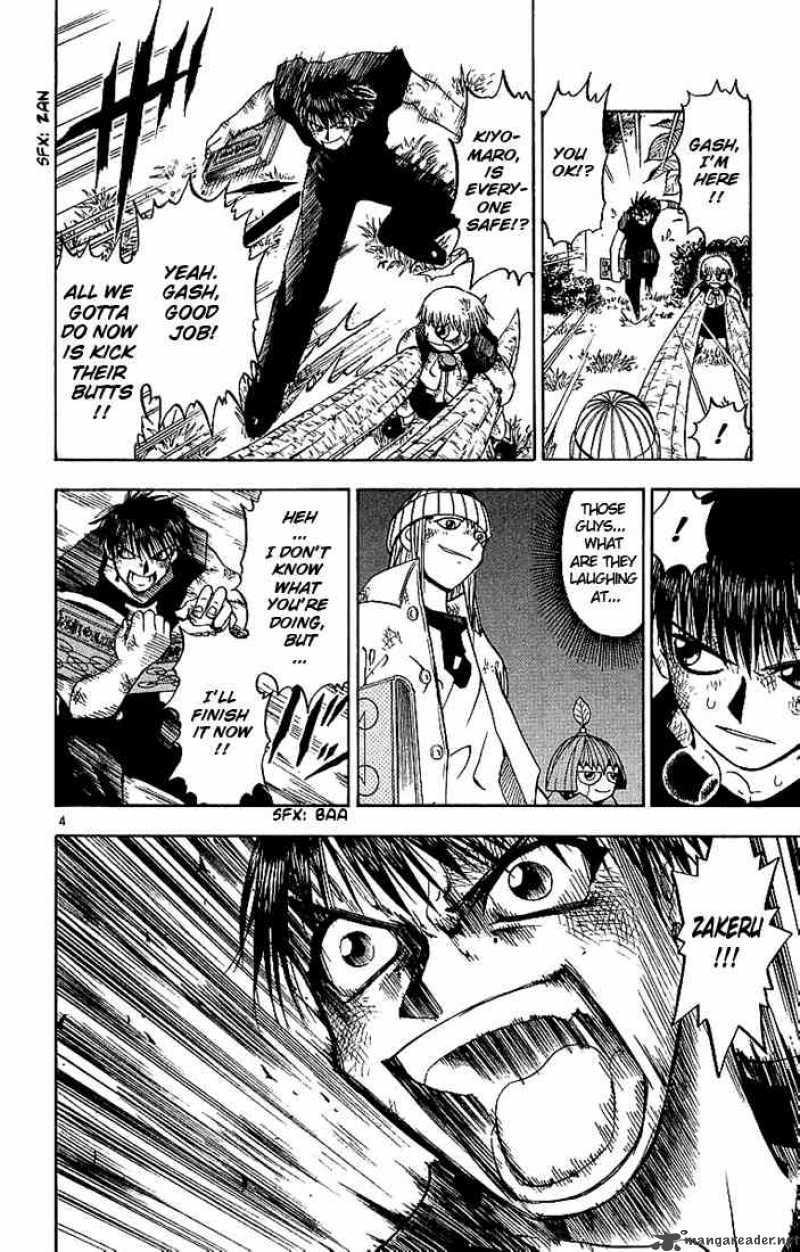 GASH,
I'M
HERE
!!
YOU
OK!?
!
KIYO-
MARO,
IS
EVERY-
ONE
SAFE!?
YEAH.
GASH,
GOOD
JOB!
ALL WE
GOTTA
DO NOW
IS KICK
THEIR
BUTTS
!!
SFX: ZAN
!
THOSE
GUYS...
WHAT
ARE THEY
LAUGHING
AT...
HEH
...
I DON'T
KNOW
WHAT
YOU'RE
DOING,
BUT
...
I'LL
FINISH
IT NOW
!!
SFX: BAA
4
ZAKERU
!!!
mangareader.net